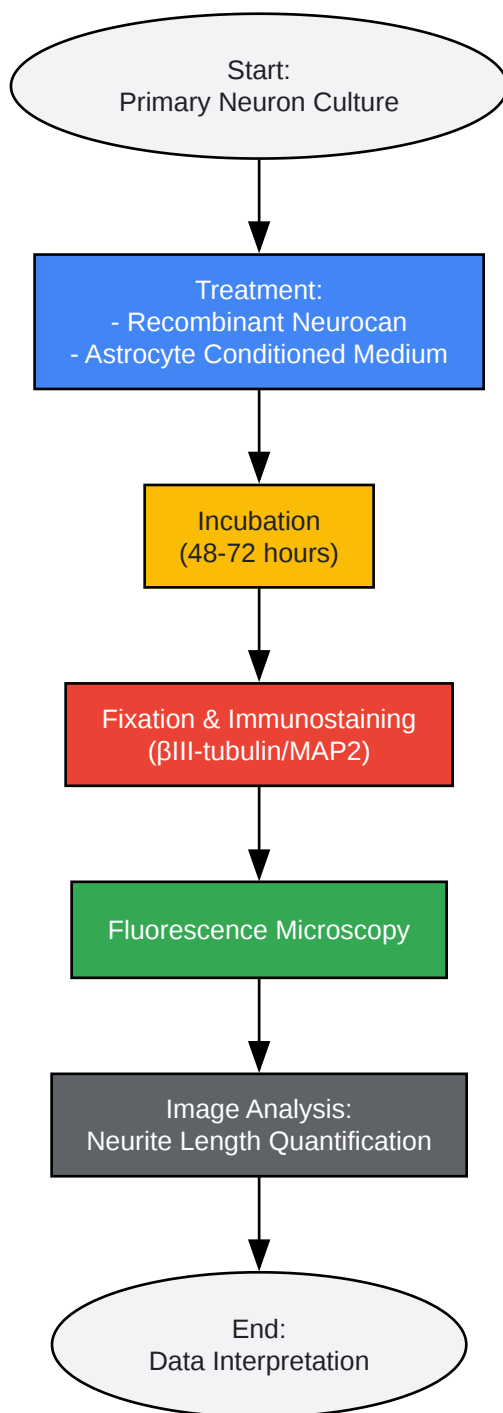 Start:
Primary Neuron Culture
Treatment:
- Recombinant Neurocan
- Astrocyte Conditioned Medium
Incubation
(48-72 hours)
Fixation & Immunostaining
(βIII-tubulin/MAP2)
Fluorescence Microscopy
Image Analysis:
Neurite Length Quantification
End:
Data Interpretation